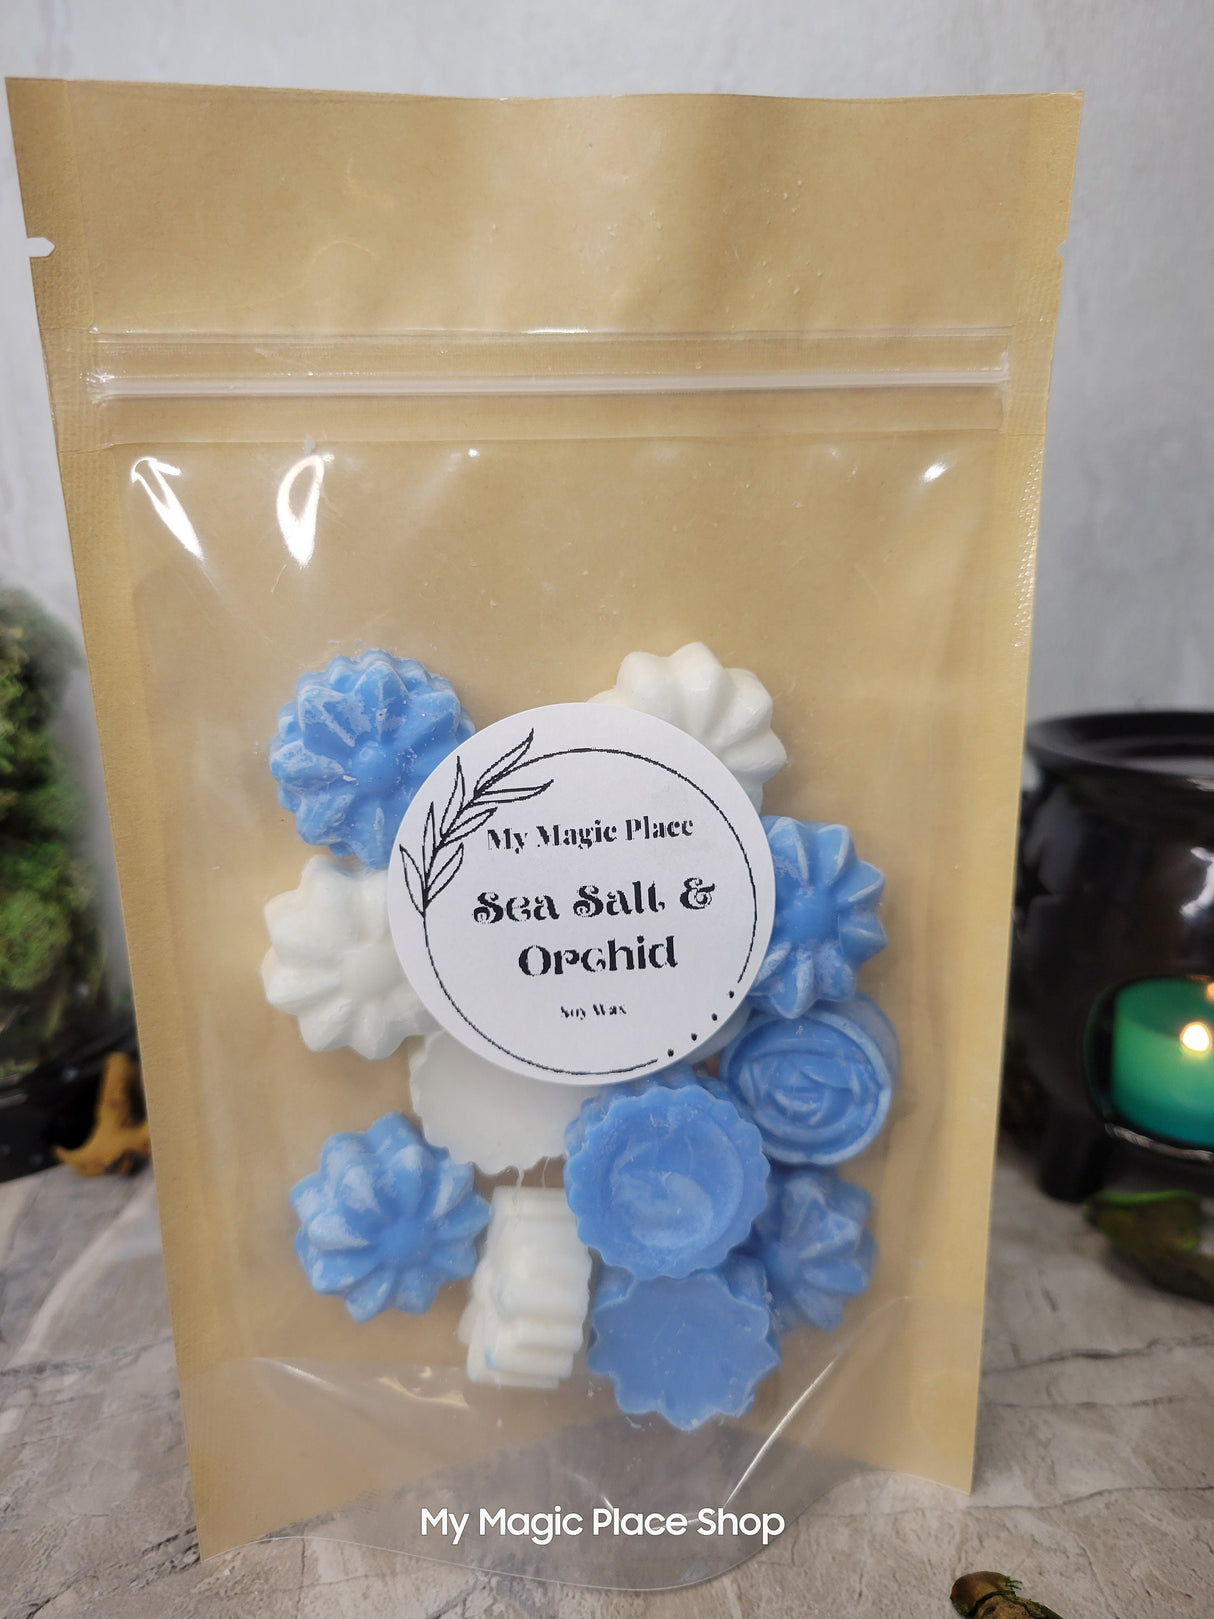 My Magic Place
Sea Salt &
Orchid
Soy Wax
My Magic Place Shop